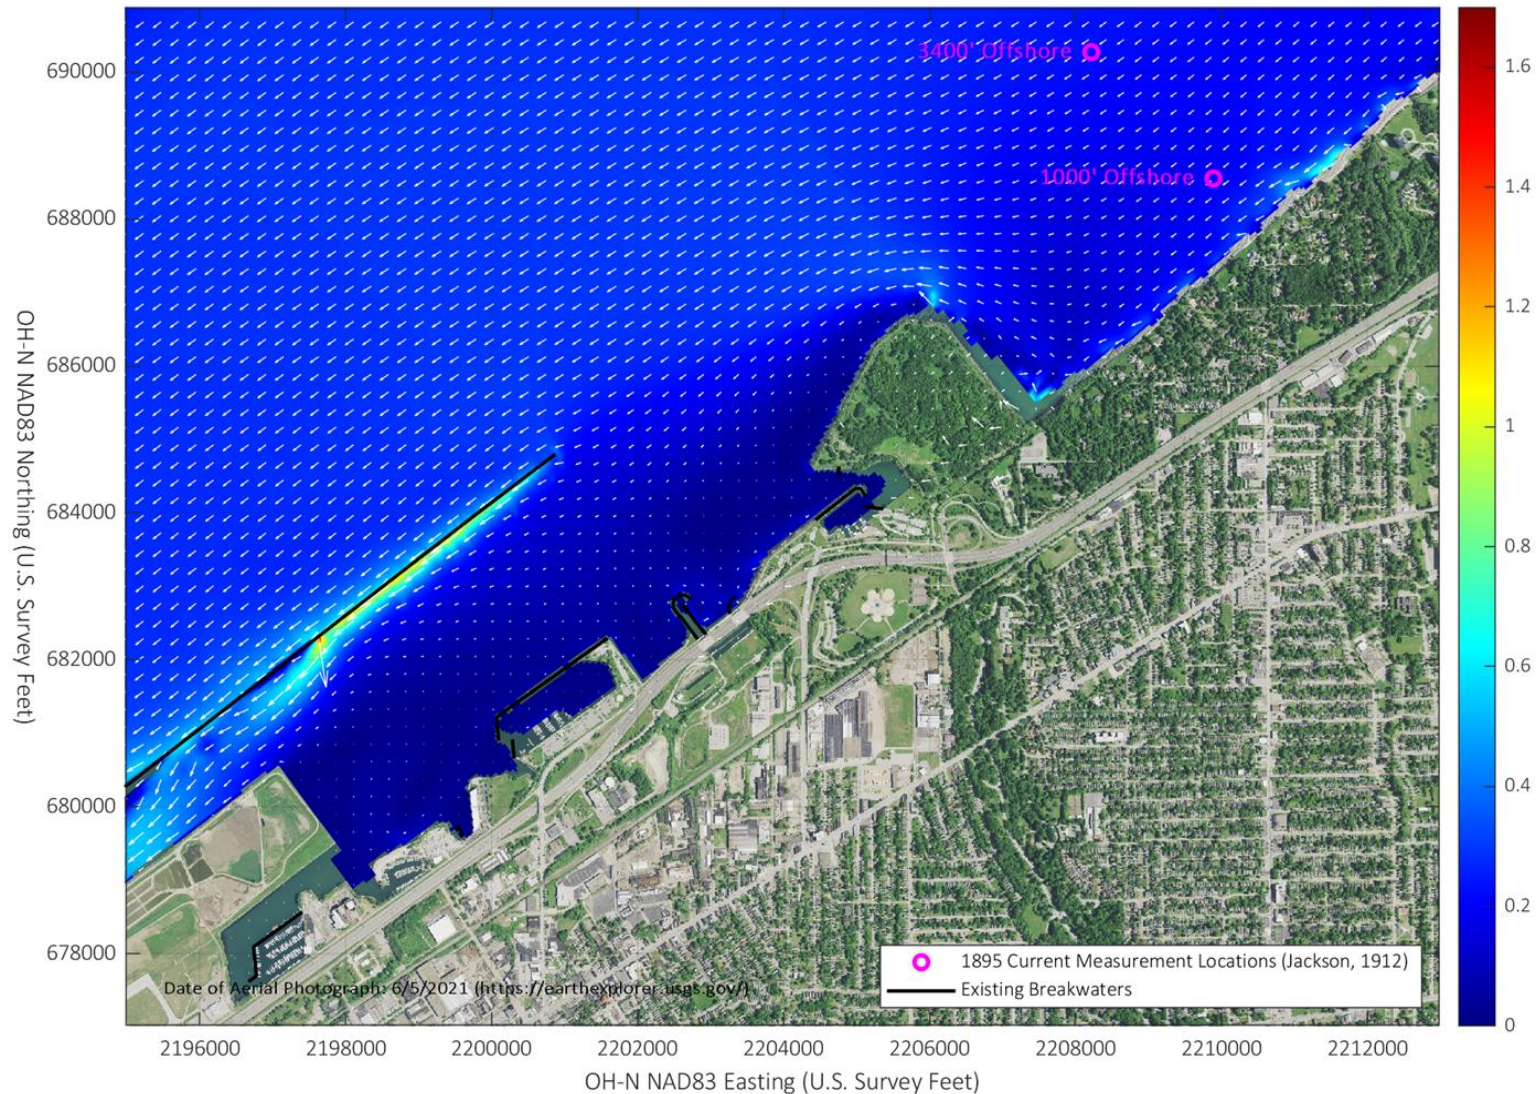 3400' Offshore
1000' Offshore
690000
688000
686000
684000
682000
680000
678000
OH-N NAD83 Northing (U.S. Survey Feet)
1.6
1.4
1.2
1
0.8
0.6
0.4
0.2
0
1895 Current Measurement Locations (Jackson, 1912)
Existing Breakwaters
Date of Aerial Photograph: 6/5/2021 (https://earthexplorer.usgs.gov/)
2196000 2198000 2200000 2202000 2204000 2206000 2208000 2210000 2212000
OH-N NAD83 Easting (U.S. Survey Feet)